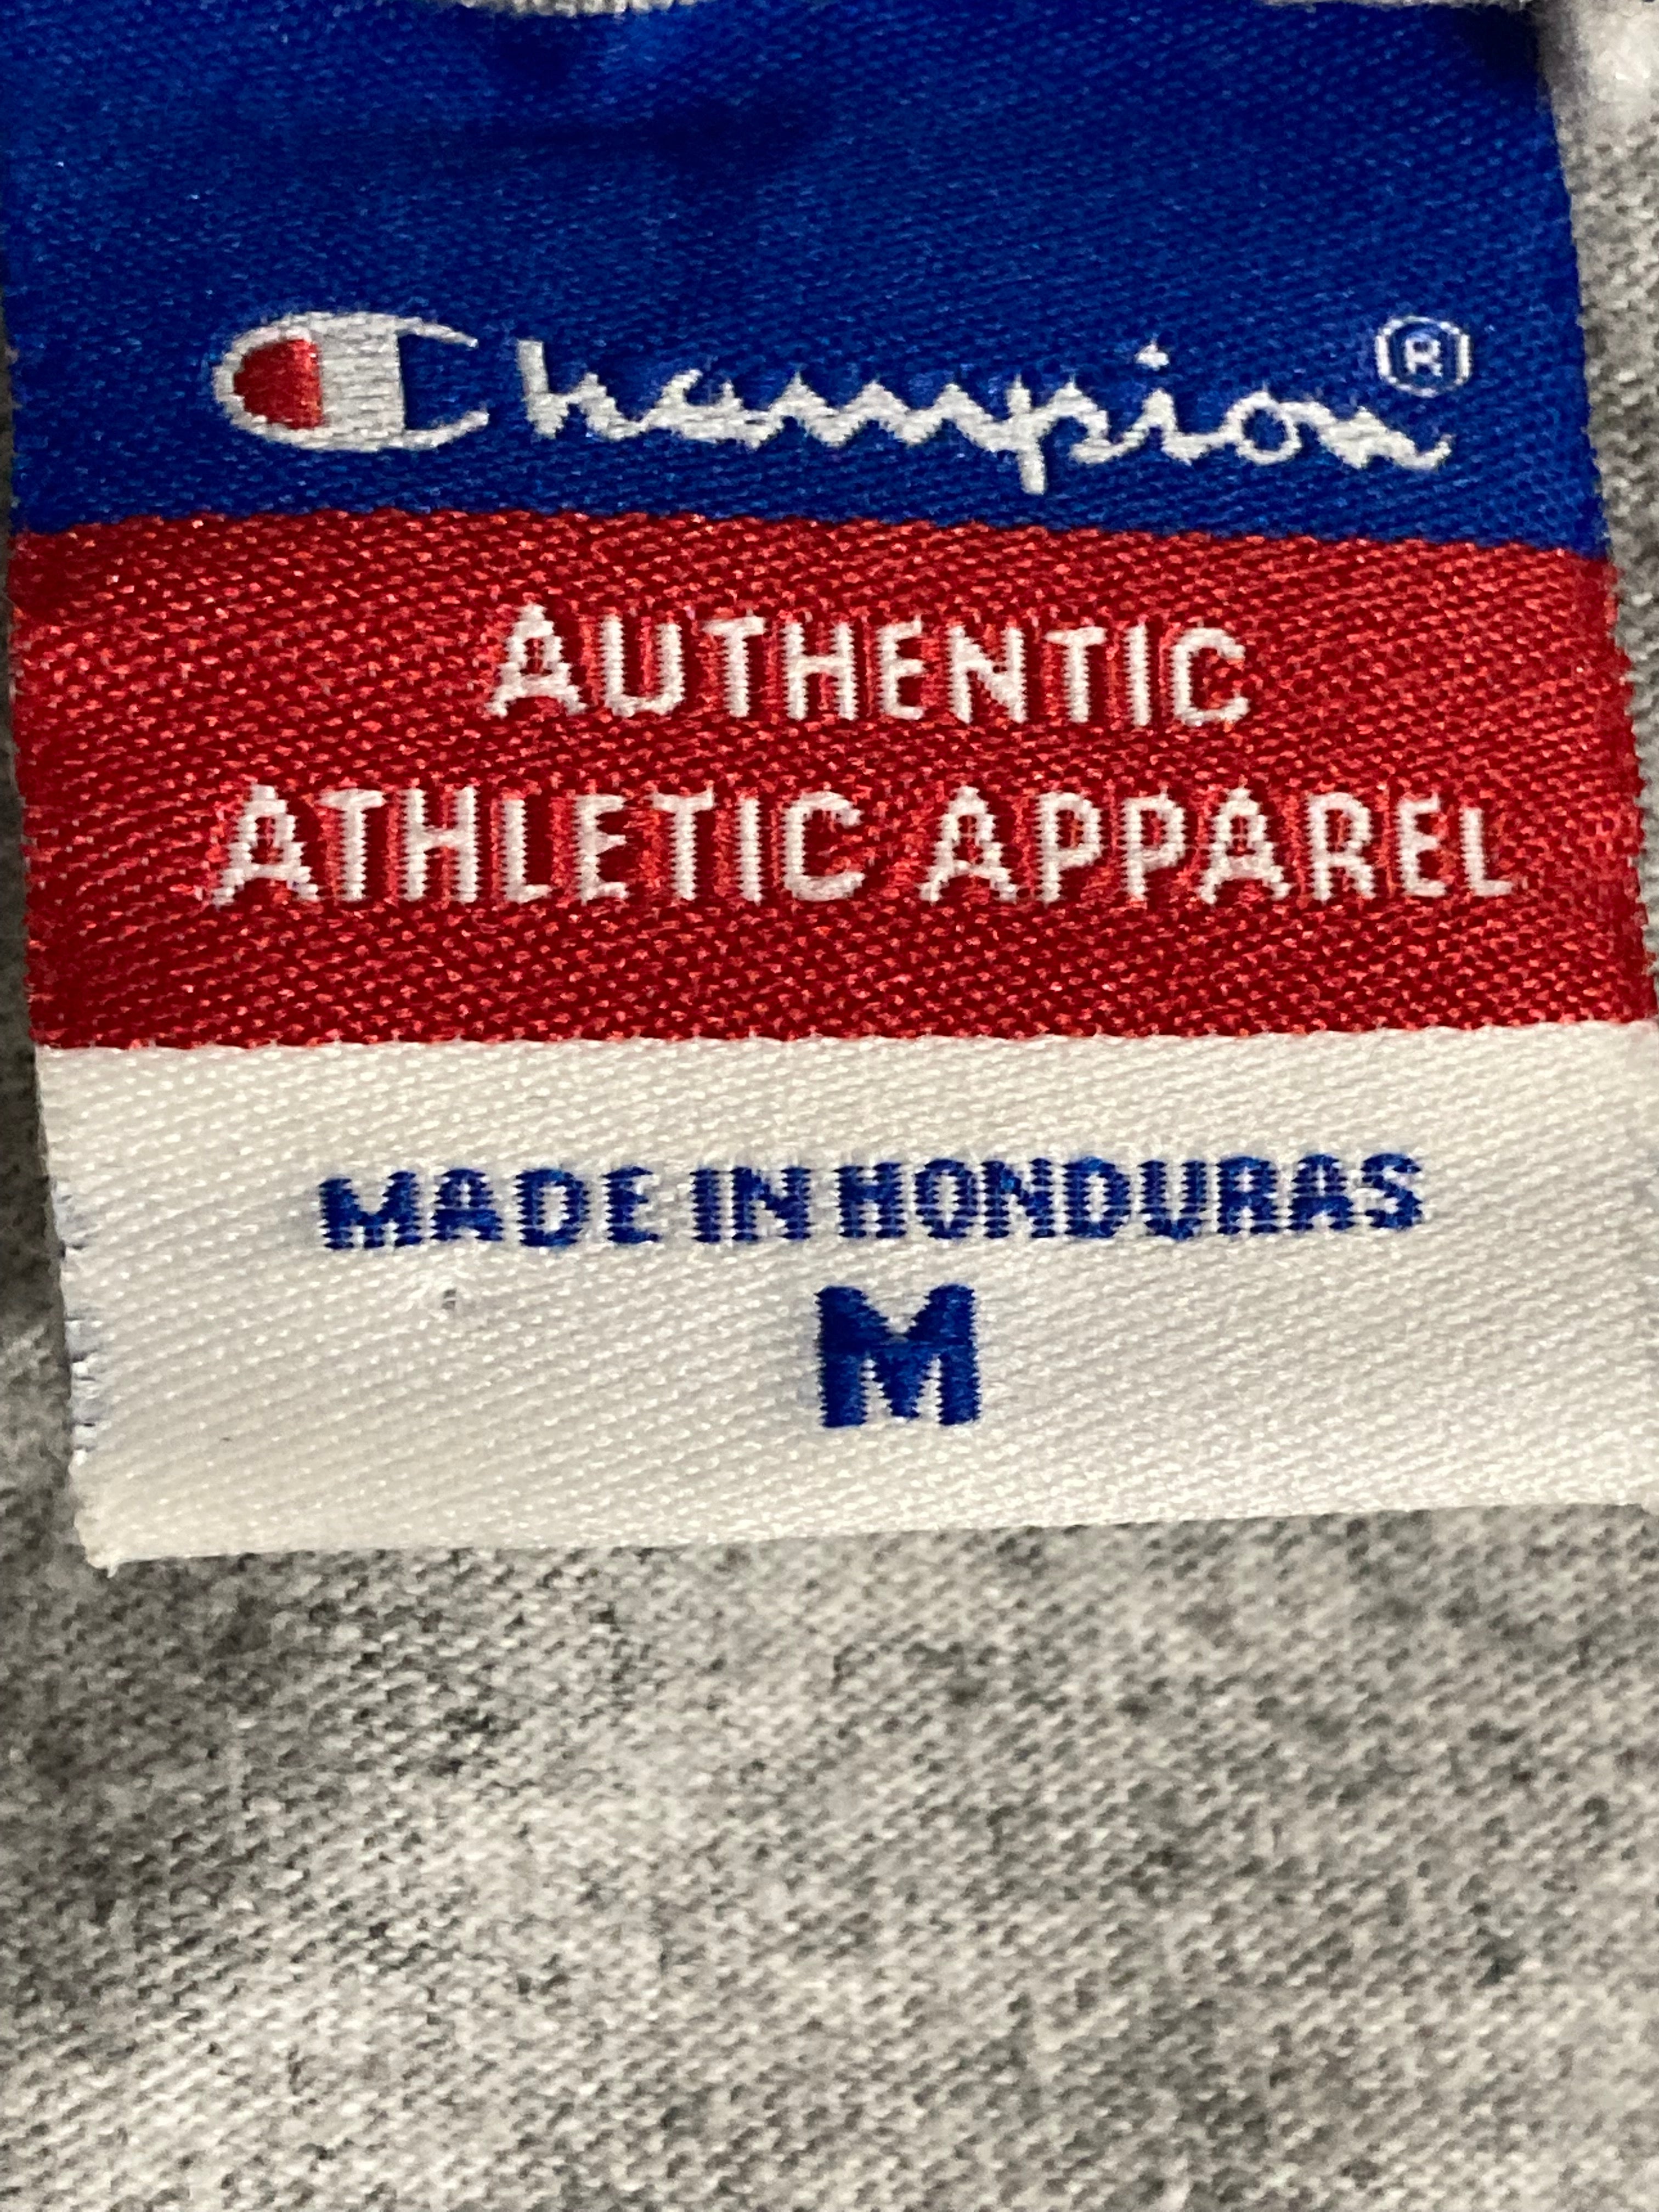 Champion®
AUTHENTIC
ATHLETIC APPAREL
MADE IN HONDURAS
M